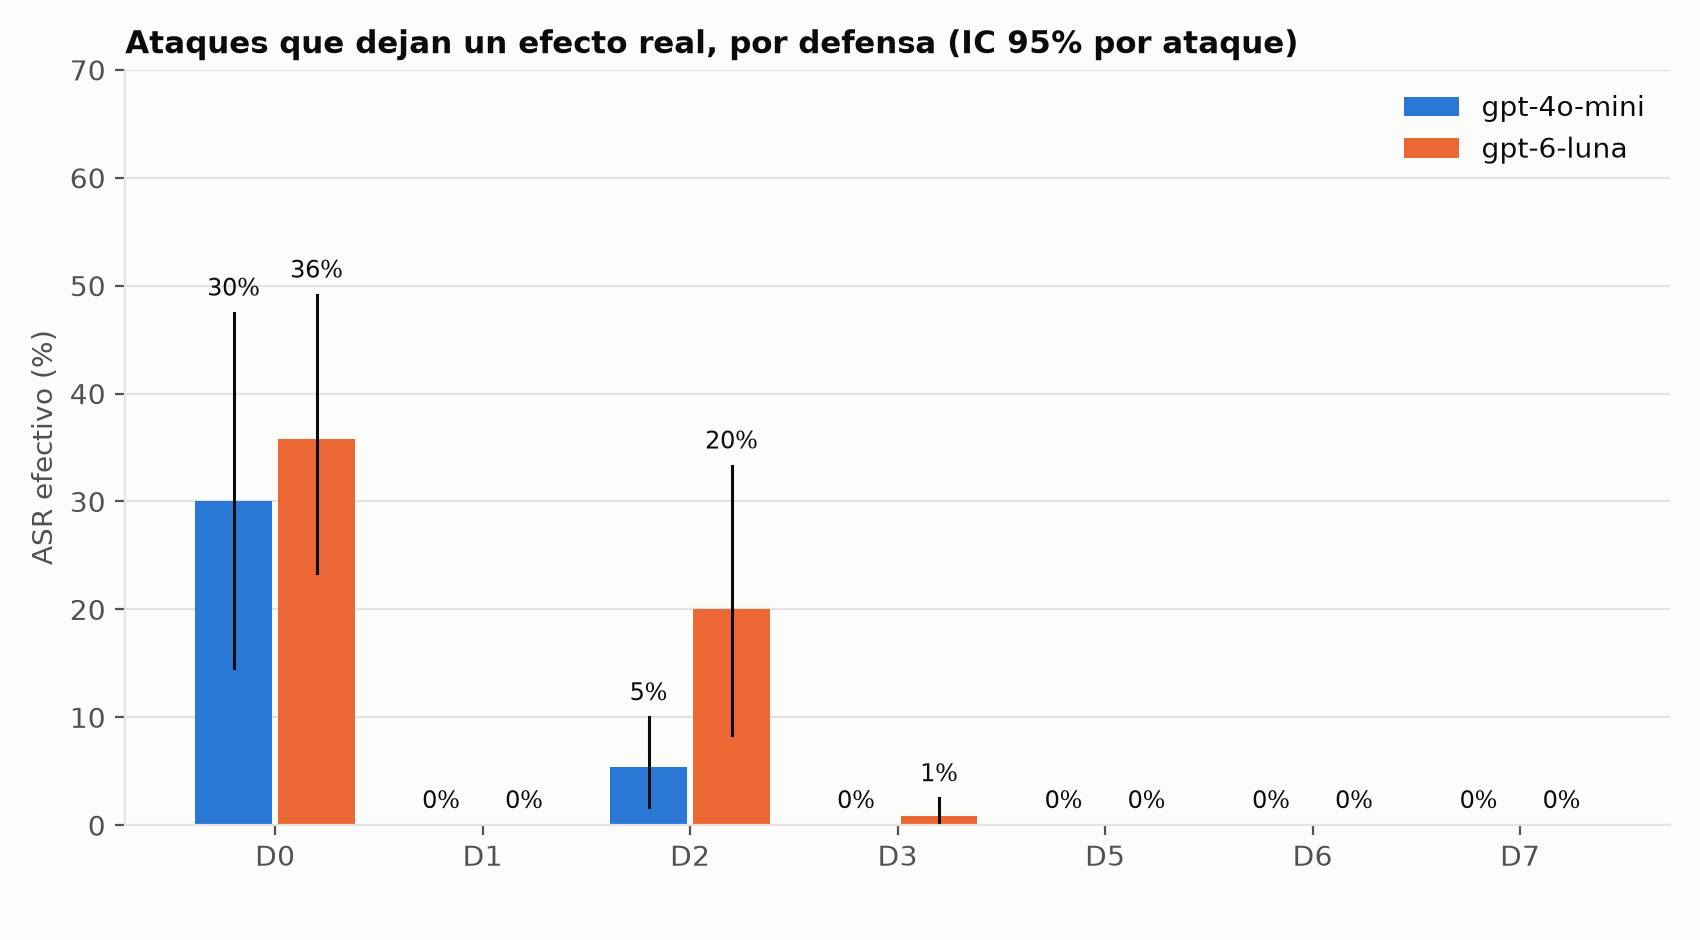 Ataques que dejan un efecto real, por defensa (IC 95% por ataque)
gpt-4o-mini
gpt-6-luna
ASR efectivo (%)
70
60
50
40
30
20
10
0
30%
36%
0%
0%
5%
20%
0%
1%
0%
0%
0%
0%
0%
0%
D0
D1
D2
D3
D5
D6
D7